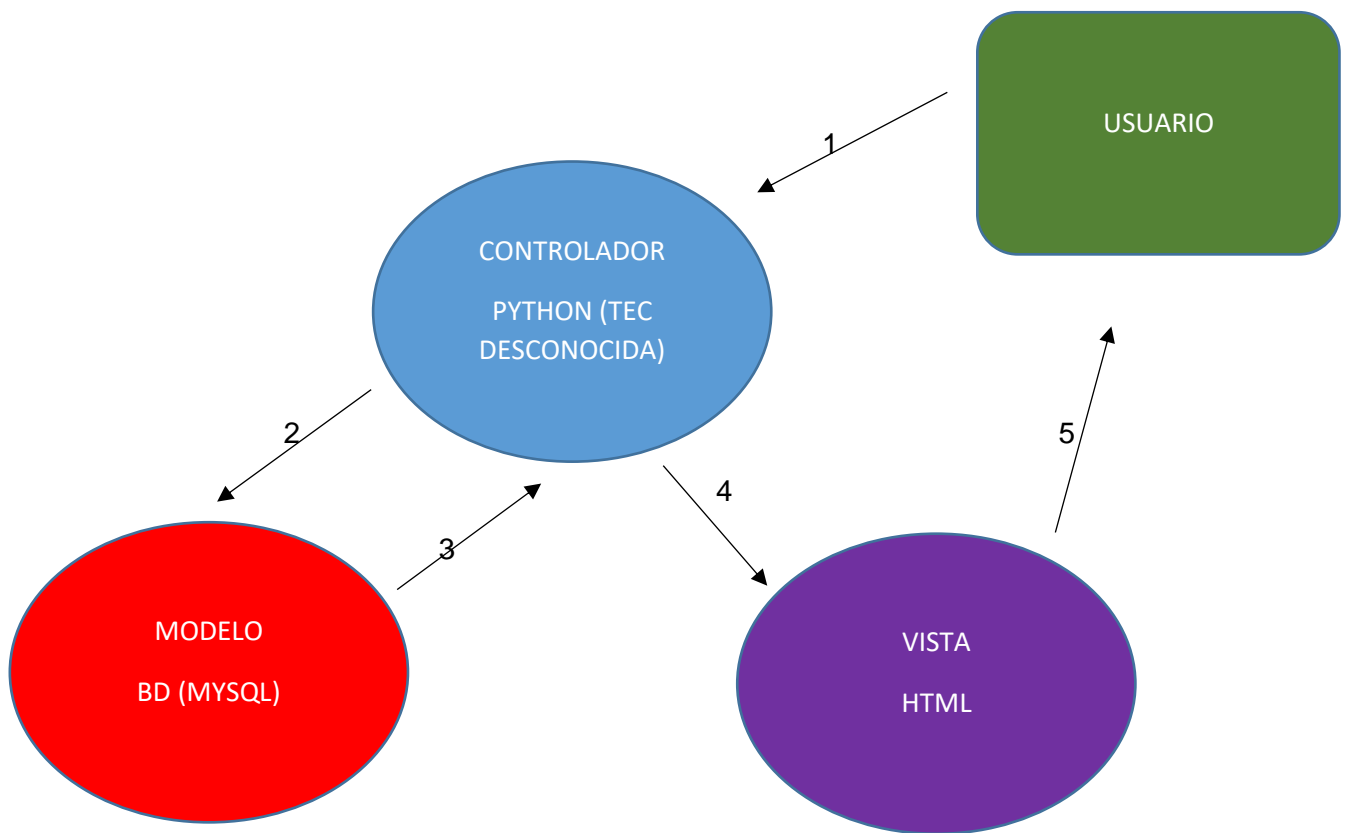 USUARIO
1
CONTROLADOR
PYTHON (TEC
DESCONOCIDA)
2
3
4
5
MODELO
BD (MYSQL)
VISTA
HTML